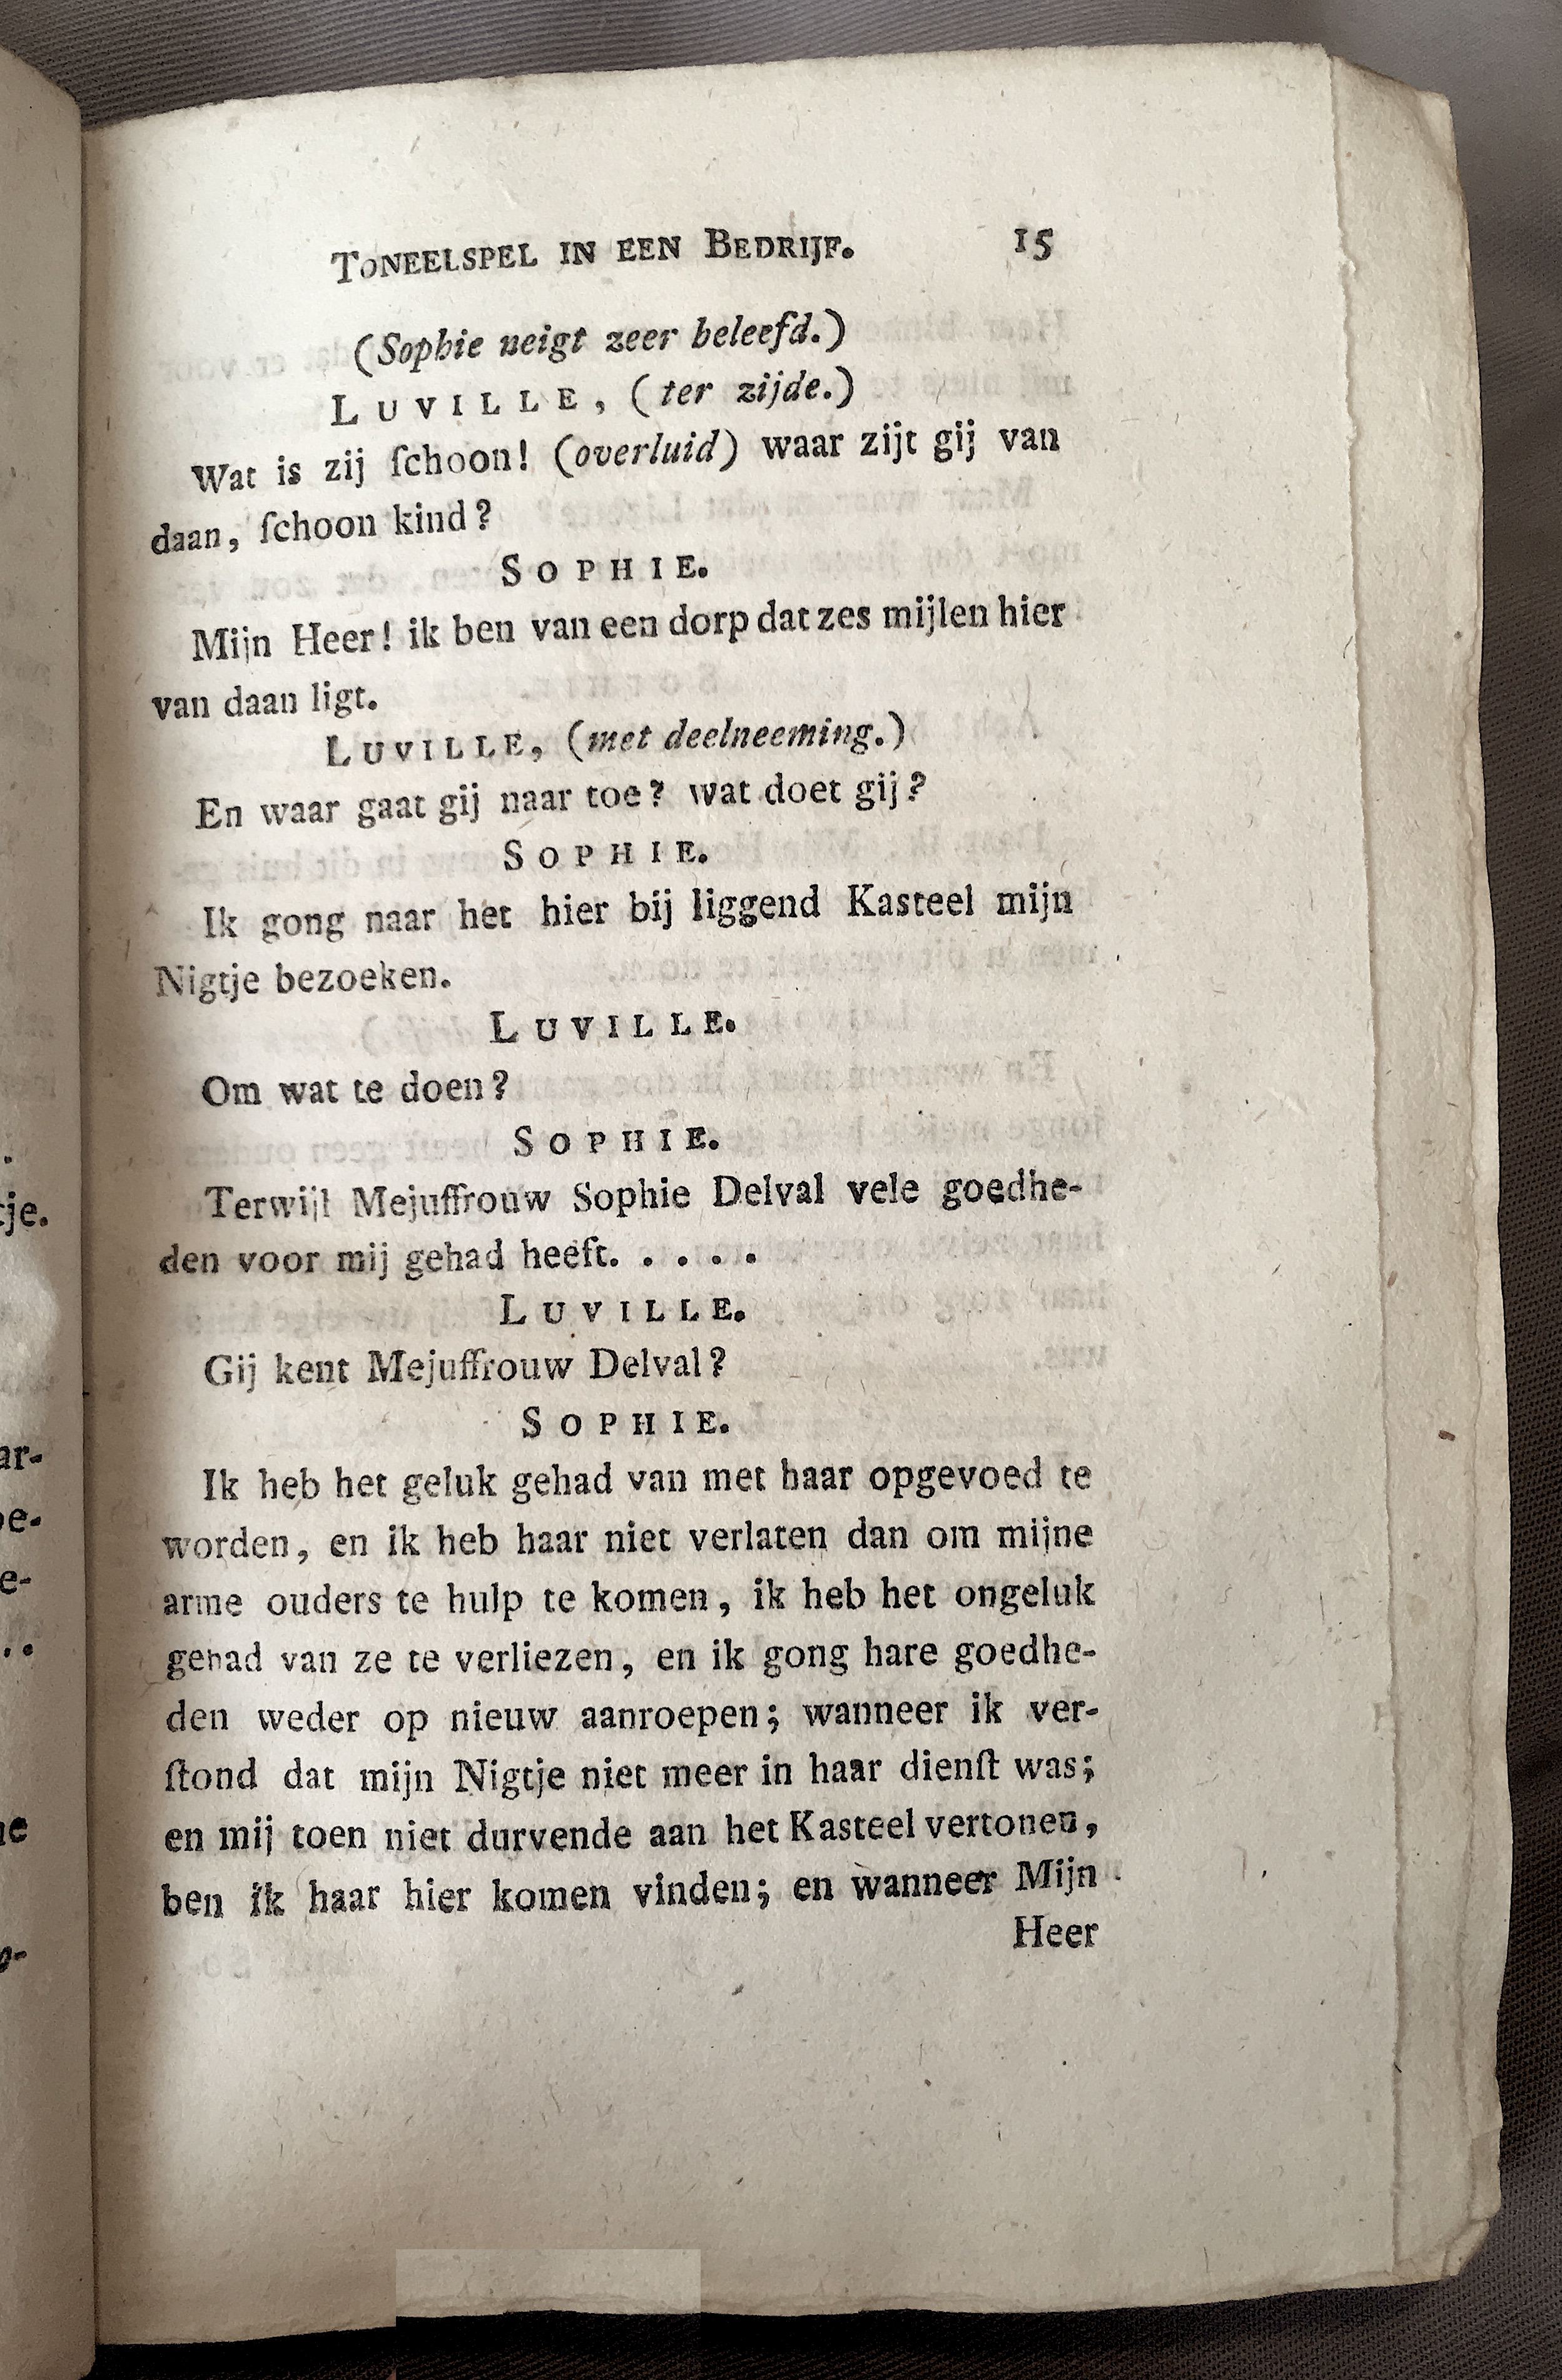 TONEELSPEL IN EEN BEDRIJF. 15
(Sophie neigt zeer beleefd.)
LUVILLE, (ter zijde.)
Wat is zij ſchoon! (overluid) waar zijt gij van
daan, ſchoon kind?
SOPHIE.
Mijn Heer! ik ben van een dorp dat zes mijlen hier
van daan ligt.
LUVILLE, (met deelneeming.)
En waar gaat gij naar toe? wat doet gij?
SOPHIE.
Ik gong naar het hier bij liggend Kasteel mijn
Nigtje bezoeken.
LUVILLE.
Om wat te doen?
SOPHIE.
Terwijl Mejuffrouw Sophie Delval vele goedhe-
den voor mij gehad heeft. . . . .
LUVILLE.
Gij kent Mejuffrouw Delval?
SOPHIE.
Ik heb het geluk gehad van met haar opgevoed te
worden, en ik heb haar niet verlaten dan om mijne
arme ouders te hulp te komen, ik heb het ongeluk
gehad van ze te verliezen, en ik gong hare goedhe-
den weder op nieuw aanroepen; wanneer ik ver-
ſtond dat mijn Nigtje niet meer in haar dienſt was;
en mij toen niet durvende aan het Kasteel vertonen,
ben ik haar hier komen vinden; en wanneer Mijn
Heer